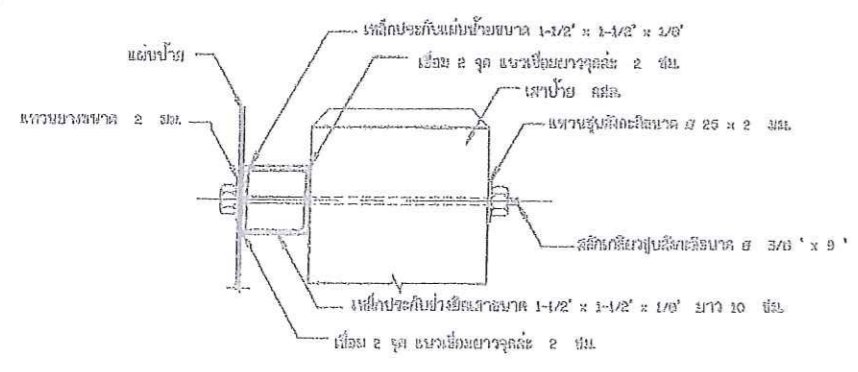 เหล็กประกับแผ่นป้ายขนาด 1-1/2" x 1-1/2" x 1/8"
แผ่นป้าย
เชื่อม 2 จุด แนวเชื่อมยาวจุดละ 2 ซม.
เสาป้าย คสล.
แหวนยางขนาด 2 มม.
แหวนชุบสังกะสีขนาด Ø 25 x 2 มม.
สลักเกลียวชุบสังกะสีขนาด Ø 3/8 " x 9 "
เหล็กประกับช่วงยึดเสาขนาด 1-1/2" x 1-1/2" x 1/8" ยาว 10 ซม.
เชื่อม 2 จุด แนวเชื่อมยาวจุดละ 2 ซม.